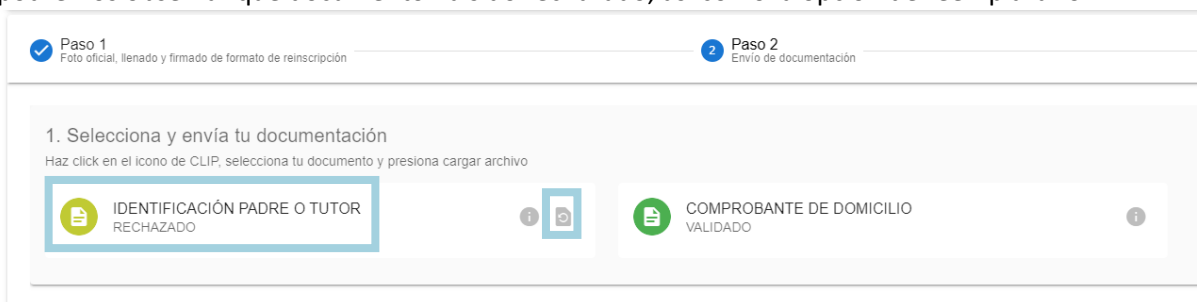 Paso 1
Foto oficial, llenado y firmado de formato de reinscripción
2
Paso 2
Envío de documentación
1. Selecciona y envía tu documentación
Haz click en el icono de CLIP, selecciona tu documento y presiona cargar archivo
IDENTIFICACIÓN PADRE O TUTOR
RECHAZADO
COMPROBANTE DE DOMICILIO
VALIDADO